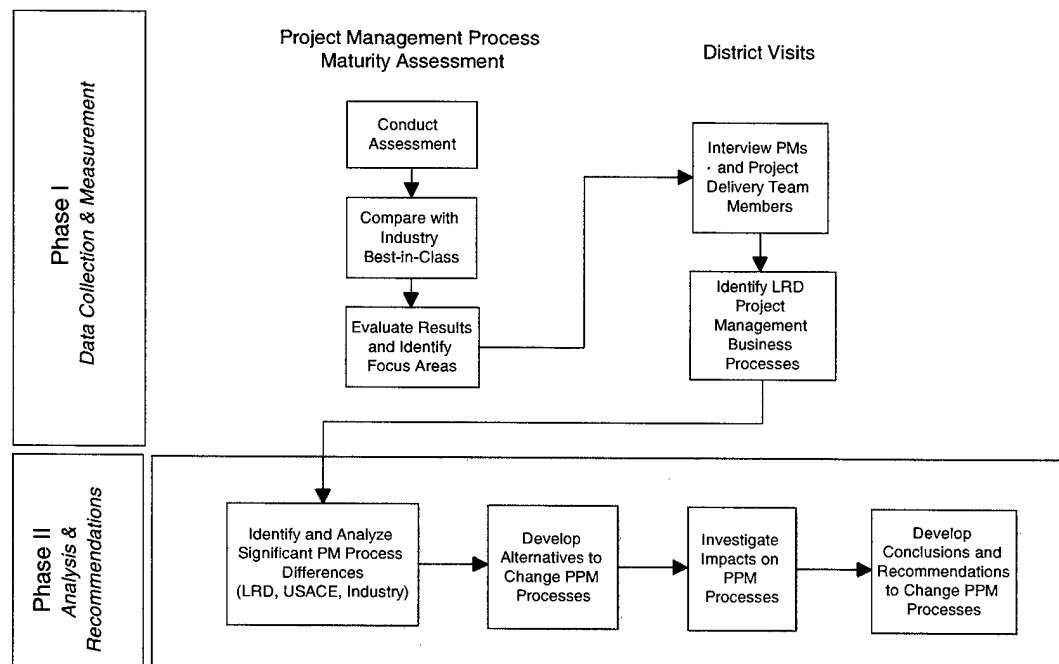 Phase I
Data Collection & Measurement
Project Management Process
Maturity Assessment
Conduct
Assessment
Compare with
Industry
Best-in-Class
Evaluate Results
and Identify
Focus Areas
District Visits
Interview PMs
and Project
Delivery Team
Members
Identify LRD
Project
Management
Business
Processes
Phase II
Analysis &
Recommendations
Identify and Analyze
Significant PM Process
Differences
(LRD, USACE, Industry)
Develop
Alternatives to
Change PPM
Processes
Investigate
Impacts on
PPM
Processes
Develop
Conclusions and
Recommendations
to Change PPM
Processes